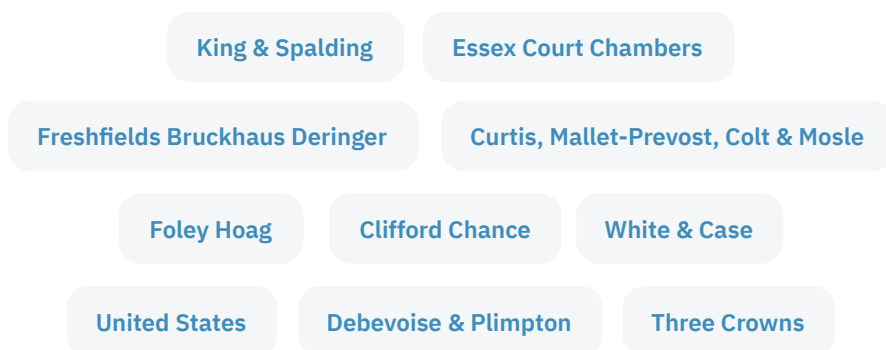 King & Spalding Essex Court Chambers
Freshfields Bruckhaus Deringer Curtis, Mallet-Prevost, Colt & Mosle
Foley Hoag Clifford Chance White & Case
United States Debevoise & Plimpton Three Crowns